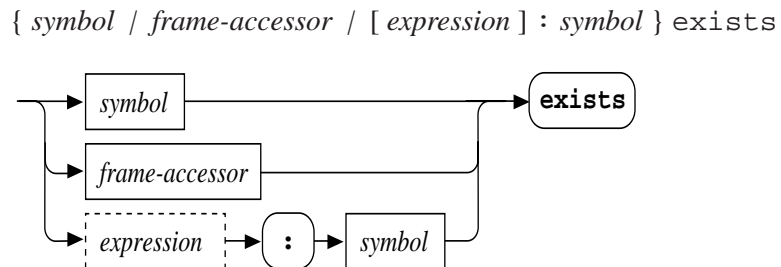 { symbol / frame-accessor / [ expression ] : symbol } exists
symbol
exists
frame-accessor
expression : symbol